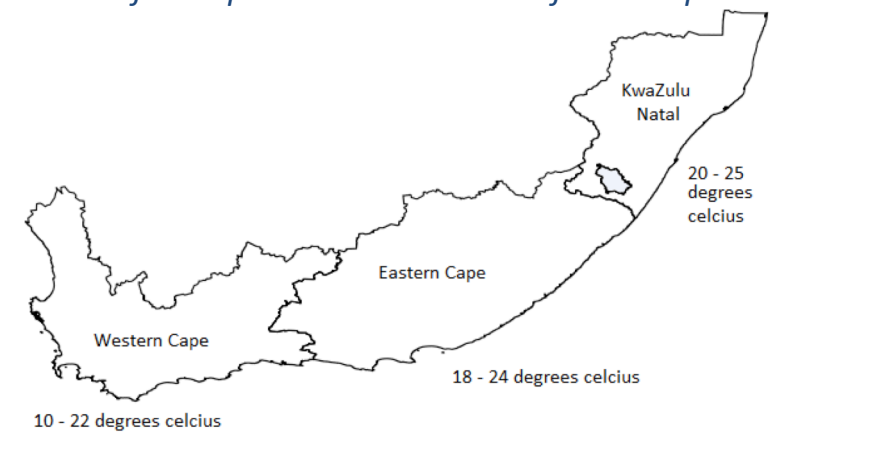 KwaZulu
Natal
20 - 25
degrees
celcius
Eastern Cape
Western Cape
18 - 24 degrees celcius
10 - 22 degrees celcius